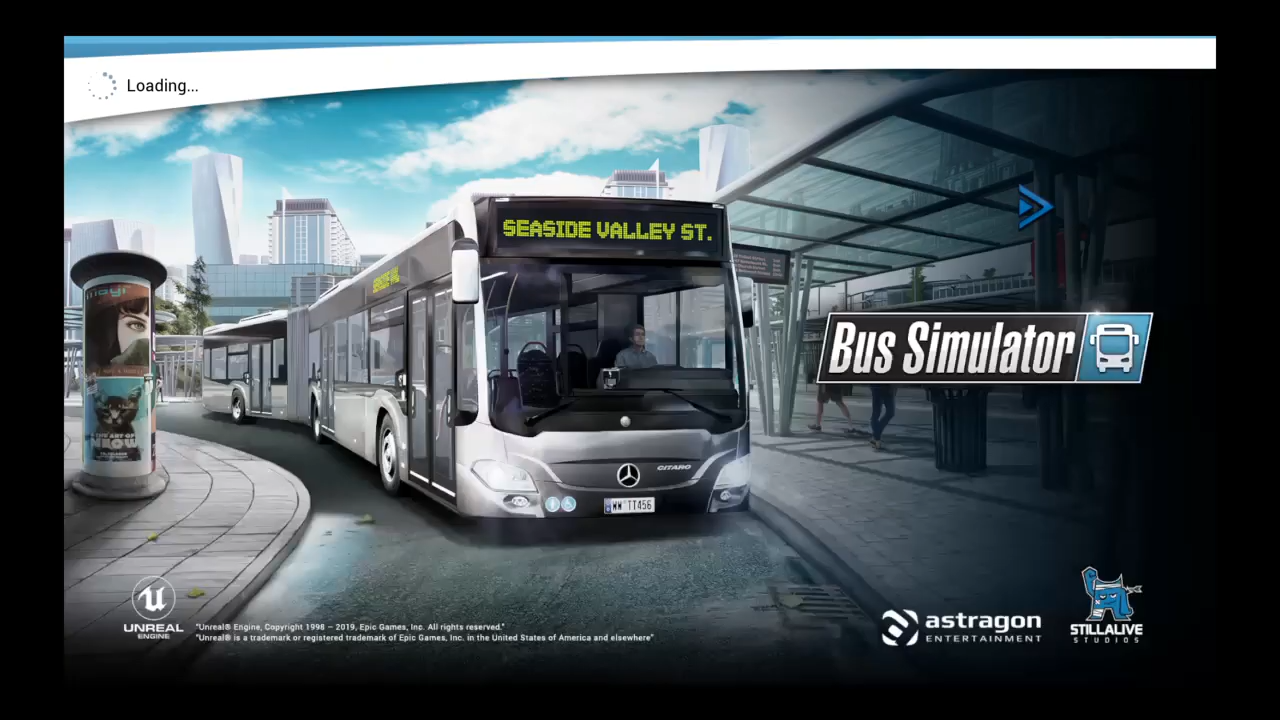 Loading...
SEASIDE VALLEY ST.
Bus Simulator
CITARO
WW TT456
UNREAL
ENGINE
"Unreal® Engine, Copyright 1998 – 2019, Epic Games, Inc. All rights reserved."
"Unreal® is a trademark or registered trademark of Epic Games, Inc. in the United States of America and elsewhere"
astragon
ENTERTAINMENT
STILLALIVE
STUDIOS